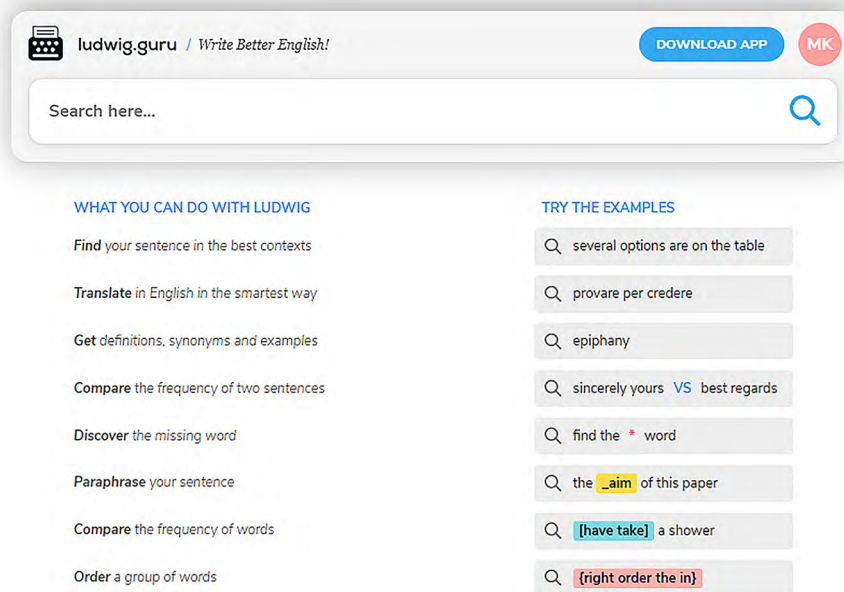 ludwig.guru / Write Better English!
DOWNLOAD APP
MK
Search here...
WHAT YOU CAN DO WITH LUDWIG
TRY THE EXAMPLES
Find your sentence in the best contexts
several options are on the table
Translate in English in the smartest way
provare per credere
Get definitions, synonyms and examples
epiphany
Compare the frequency of two sentences
sincerely yours VS best regards
Discover the missing word
find the * word
Paraphrase your sentence
the _aim of this paper
Compare the frequency of words
[have take] a shower
Order a group of words
{right order the in}